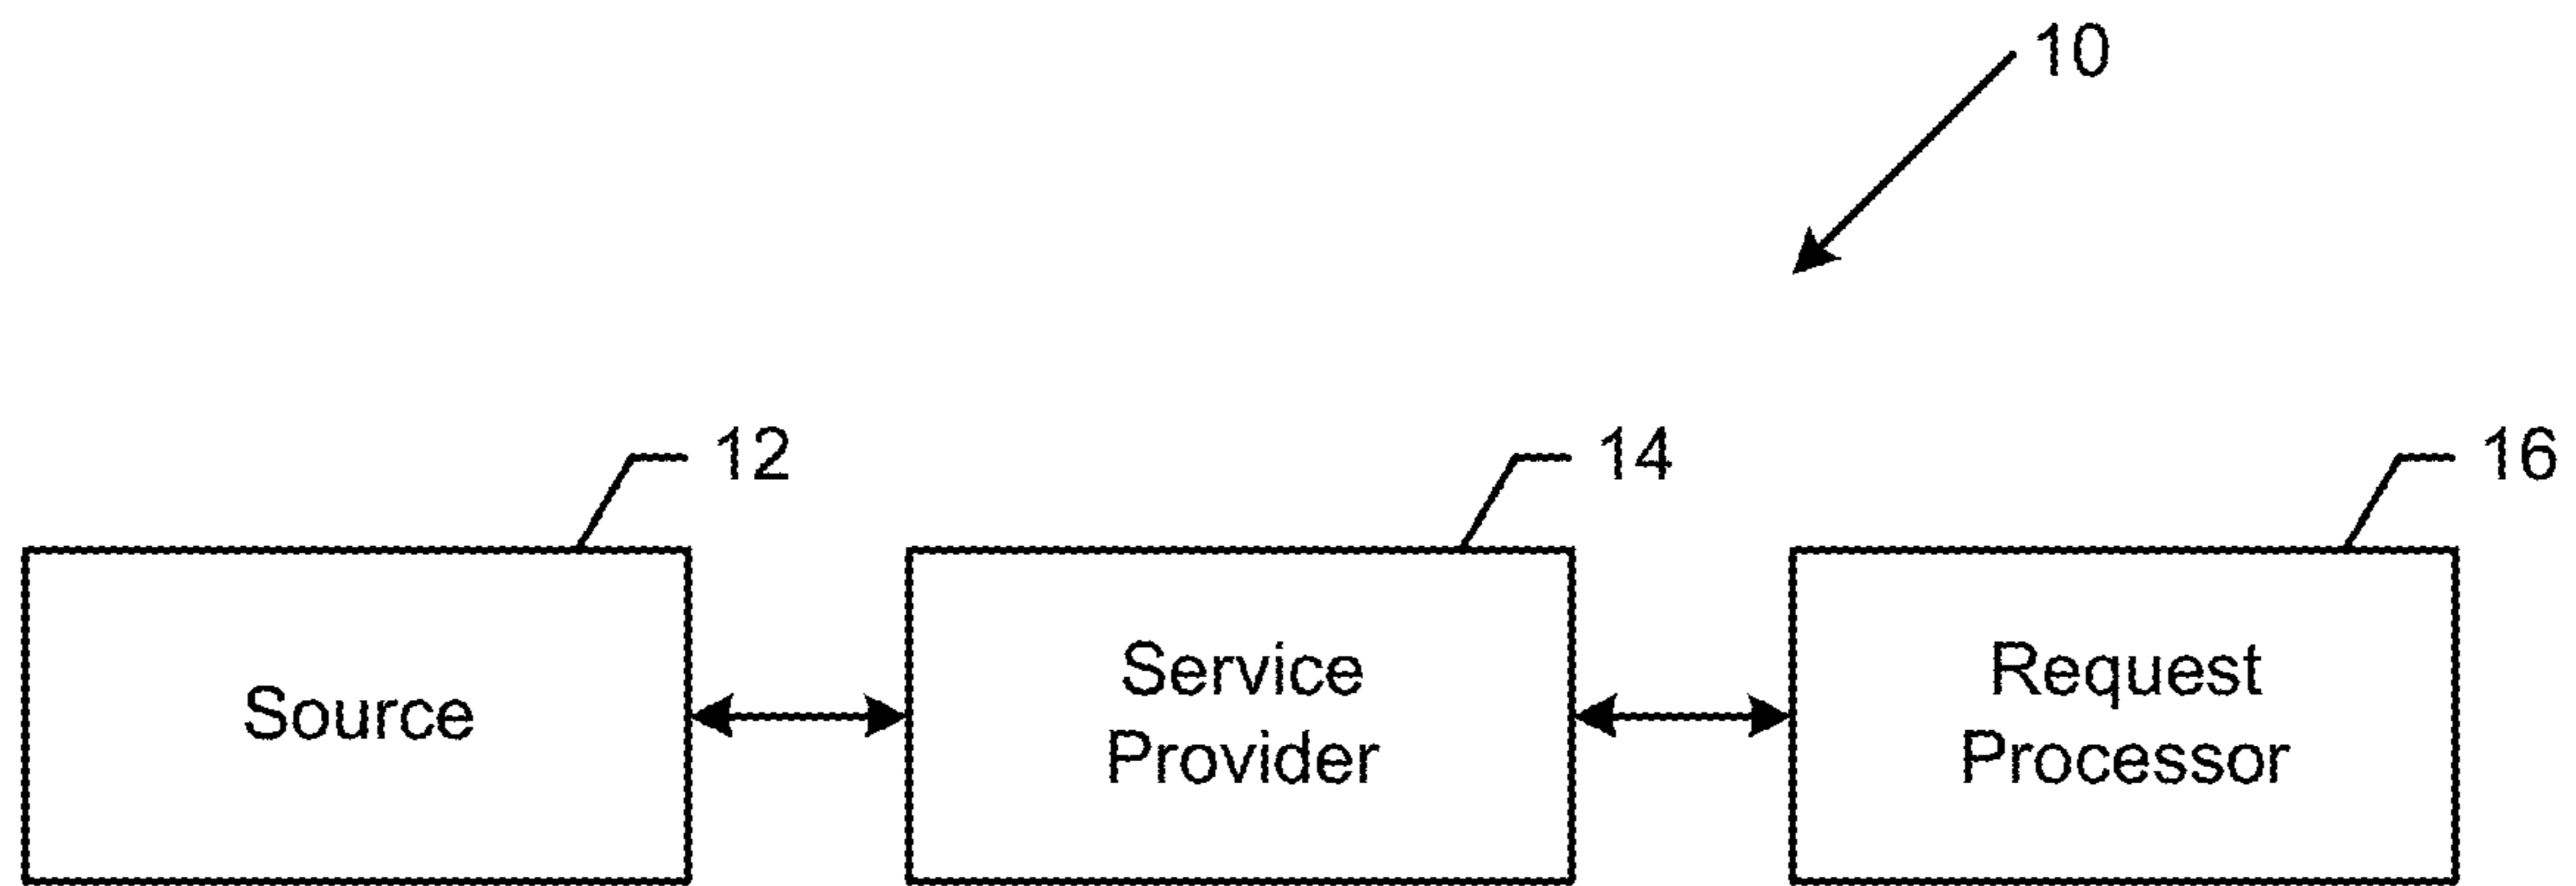 10
12
14
16
Source
Service
Provider
Request
Processor